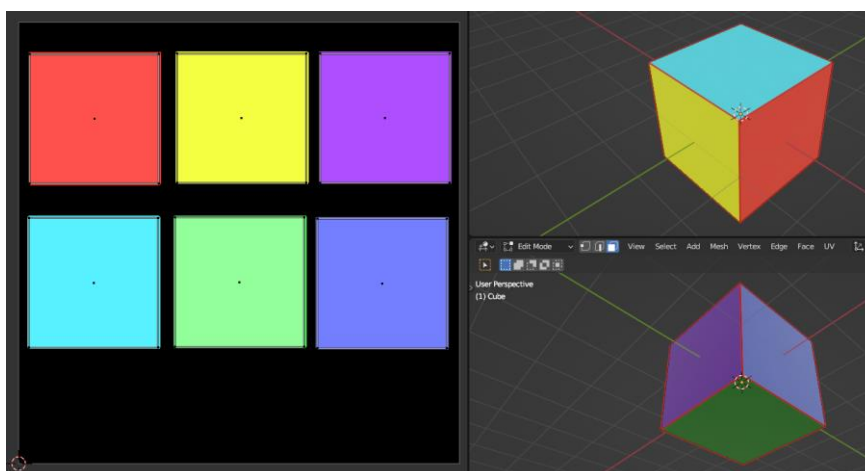 Edit Mode View Select Add Mesh Vertex Edge Face UV
User Perspective
(1) Cube